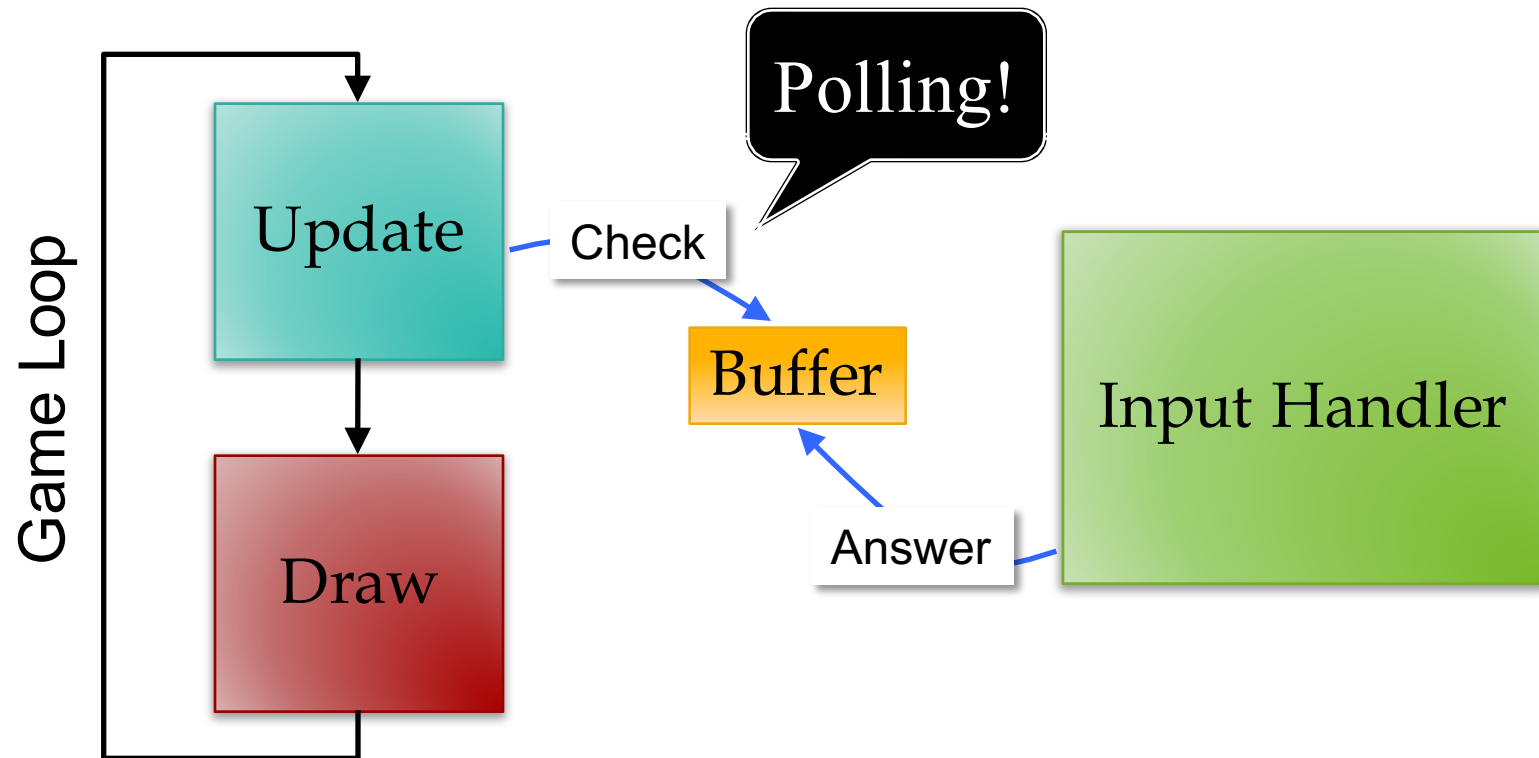 Game Loop
Polling!
Update
Check
Buffer
Input Handler
Answer
Draw